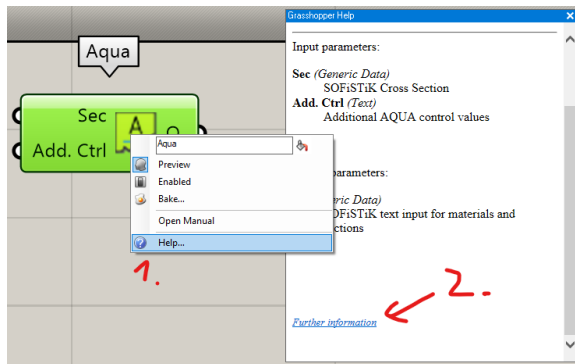 Grasshopper Help
Aqua
Input parameters:
Sec (Generic Data)
SOFiSTiK Cross Section
Add. Ctrl (Text)
Additional AQUA control values
Sec
Add. Ctrl
A
O
Aqua
Preview
Enabled
Bake...
Open Manual
Help...
parameters:
eric Data)
OFiSTiK text input for materials and
ctions
1.
2.
Further information